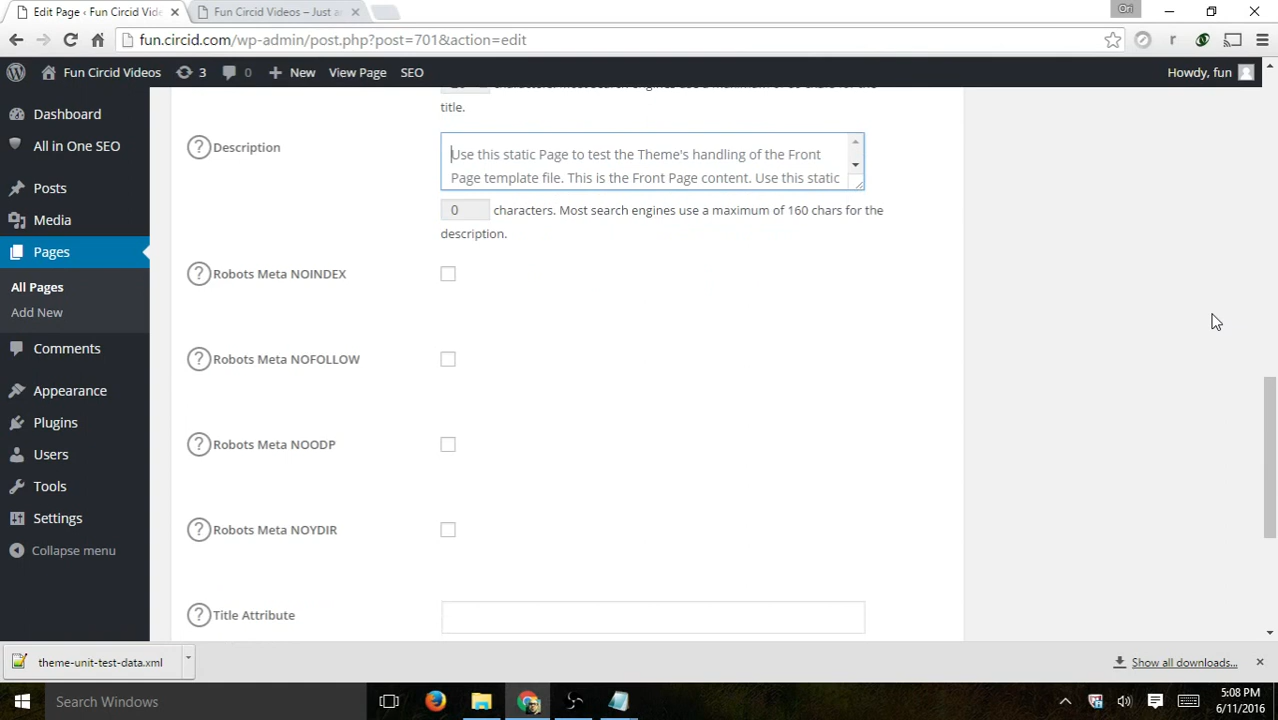 Edit Page ‹ Fun Circid Vide
Fun Circid Videos – Just a
Ori
fun.circid.com/wp-admin/post.php?post=701&action=edit
Fun Circid Videos 3 0 New View Page SEO
Howdy, fun
Dashboard
All in One SEO
Posts
Media
Pages
All Pages
Add New
Comments
Appearance
Plugins
Users
Tools
Settings
Collapse menu
title.
Description
Use this static Page to test the Theme's handling of the Front
Page template file. This is the Front Page content. Use this static
0 characters. Most search engines use a maximum of 160 chars for the
description.
Robots Meta NOINDEX
Robots Meta NOFOLLOW
Robots Meta NOODP
Robots Meta NOYDIR
Title Attribute
theme-unit-test-data.xml
Show all downloads...
Search Windows
5:08 PM
6/11/2016